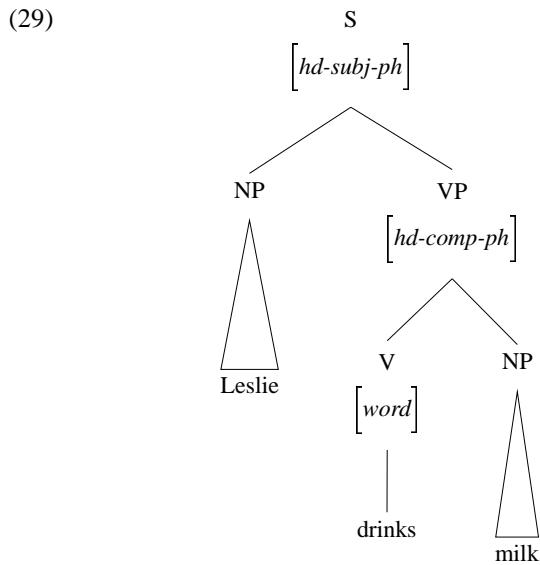 (29) S
[hd-subj-ph]
NP VP
[hd-comp-ph]
V NP
Leslie
[word]
drinks
milk